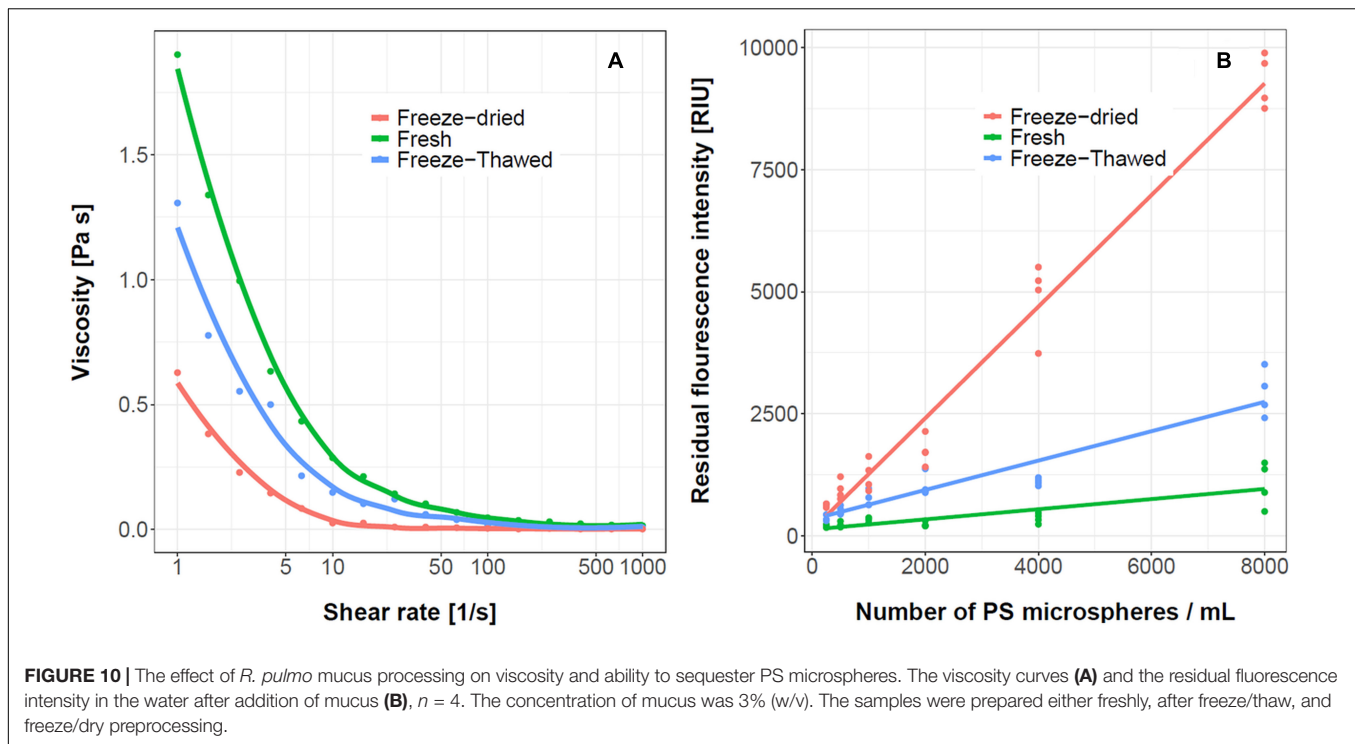 A
Freeze-dried
Fresh
Freeze-Thawed
Viscosity [Pa s]
1.5
1.0
0.5
0.0
1 5 10 50 100 500 1000
Shear rate [1/s]
B
Freeze-dried
Fresh
Freeze-Thawed
Residual flourescence intensity [RIU]
10000
7500
5000
2500
0
0 2000 4000 6000 8000
Number of PS microspheres / mL
FIGURE 10 | The effect of R. pulmo mucus processing on viscosity and ability to sequester PS microspheres. The viscosity curves (A) and the residual fluorescence
intensity in the water after addition of mucus (B), n = 4. The concentration of mucus was 3% (w/v). The samples were prepared either freshly, after freeze/thaw, and
freeze/dry preprocessing.